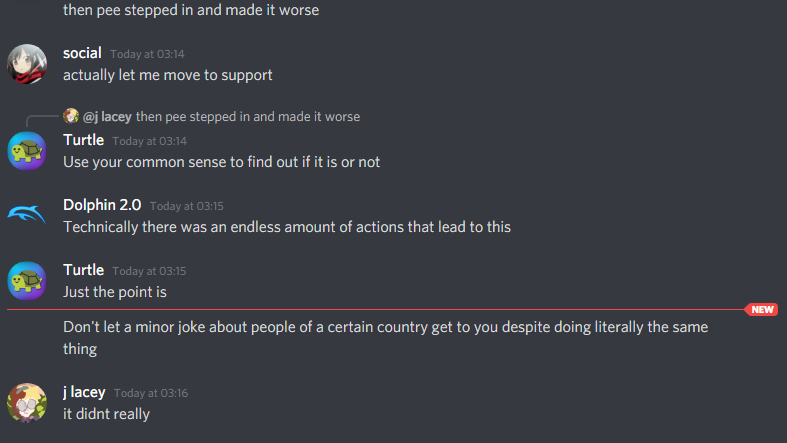 then pee stepped in and made it worse
social Today at 03:14
actually let me move to support
@j lacey then pee stepped in and made it worse
Turtle Today at 03:14
Use your common sense to find out if it is or not
Dolphin 2.0 Today at 03:15
Technically there was an endless amount of actions that lead to this
Turtle Today at 03:15
Just the point is
NEW
Don't let a minor joke about people of a certain country get to you despite doing literally the same
thing
j lacey Today at 03:16
it didnt really